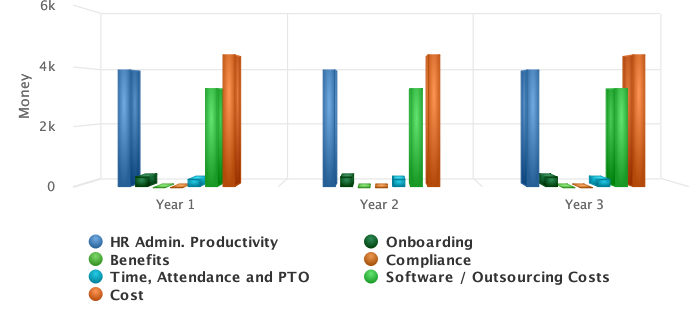 6k
4k
2k
0
Money
Year 1 Year 2 Year 3
HR Admin. Productivity Onboarding
Benefits Compliance
Time, Attendance and PTO Software / Outsourcing Costs
Cost